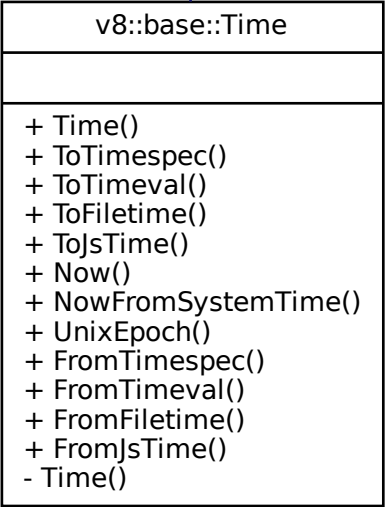 v8::base::Time
+ Time()
+ ToTimespec()
+ ToTimeval()
+ ToFiletime()
+ ToJsTime()
+ Now()
+ NowFromSystemTime()
+ UnixEpoch()
+ FromTimespec()
+ FromTimeval()
+ FromFiletime()
+ FromJsTime()
- Time()